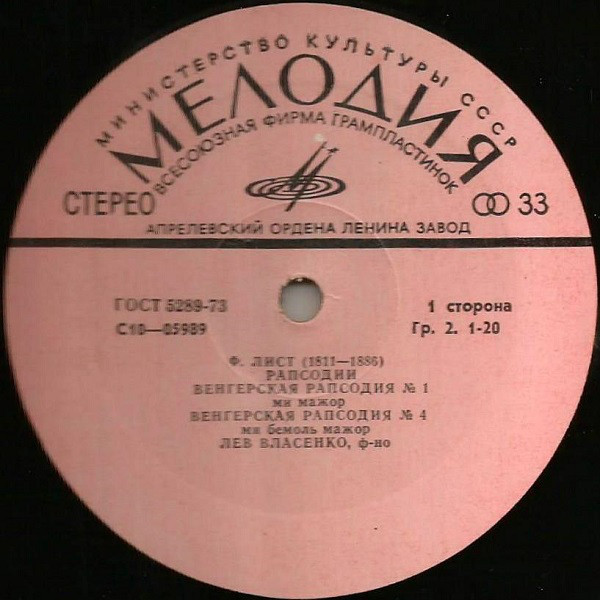 МИНИСТЕРСТВО КУЛЬТУРЫ СССР
МЕЛОДИЯ
ВСЕСОЮЗНАЯ ФИРМА ГРАМПЛАСТИНОК
СТЕРЕО
33
АПРЕЛЕВСКИЙ ОРДЕНА ЛЕНИНА ЗАВОД
ГОСТ 5289-73
1 сторона
С10—05989
Гр. 2. 1-20
Ф. ЛИСТ (1811—1886)
РАПСОДИИ
ВЕНГЕРСКАЯ РАПСОДИЯ № 1
ми мажор
ВЕНГЕРСКАЯ РАПСОДИЯ № 4
ми бемоль мажор
ЛЕВ ВЛАСЕНКО, ф-но